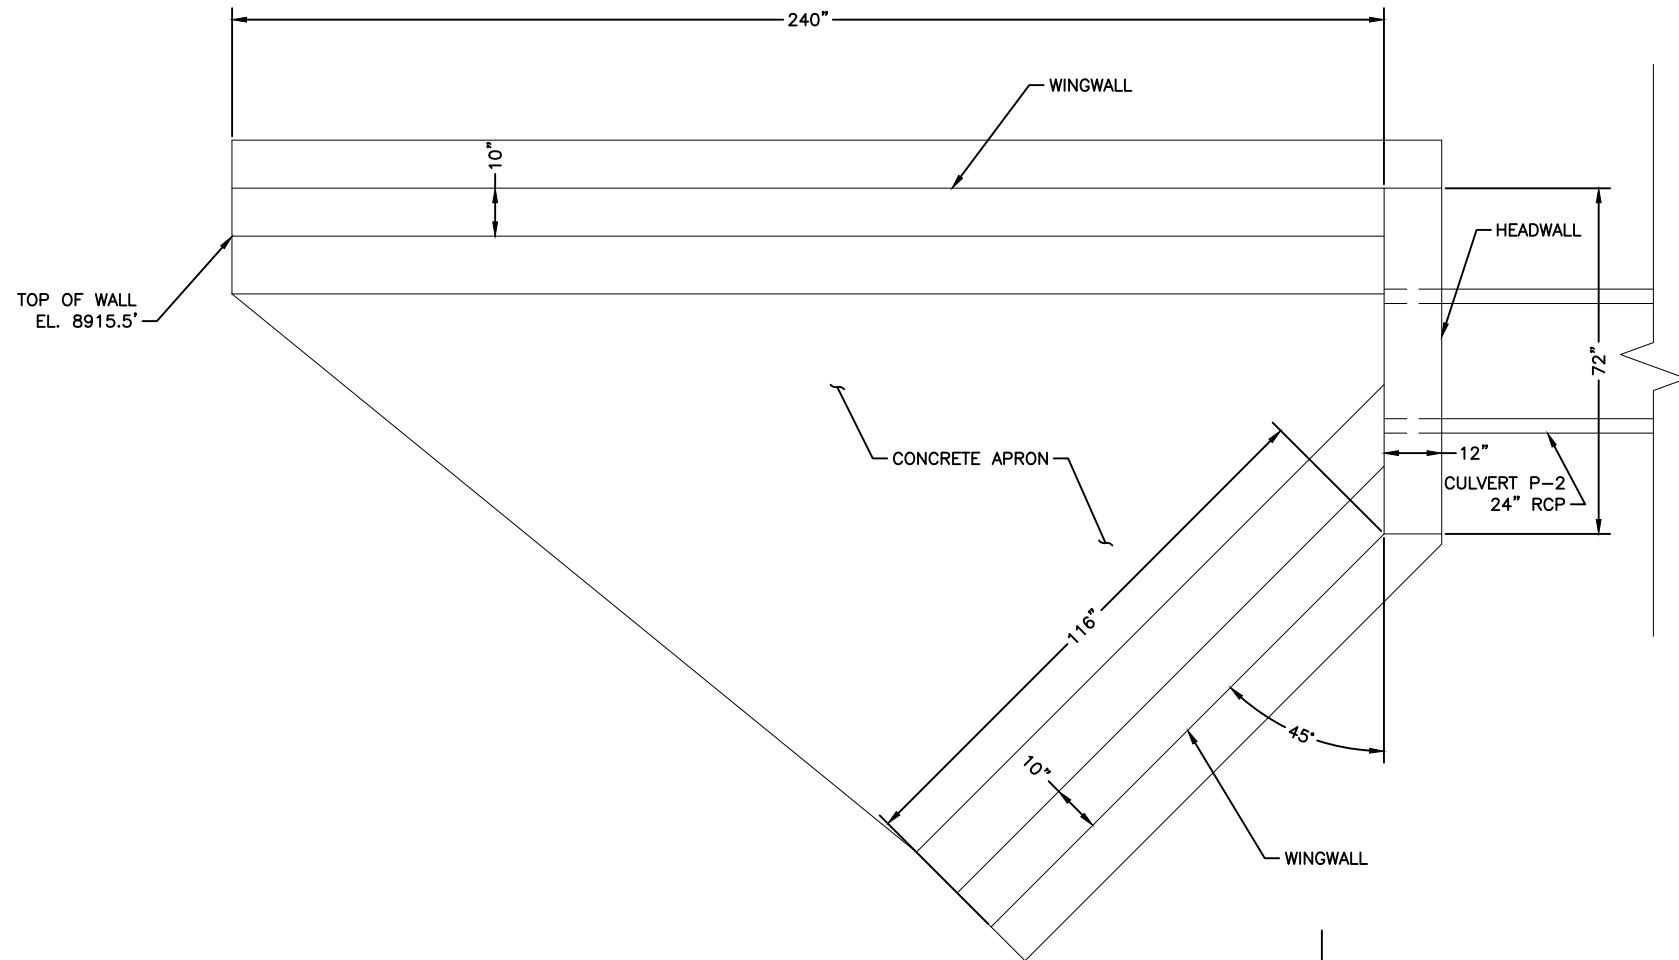 240"
WINGWALL
10"
HEADWALL
TOP OF WALL
EL. 8915.5'
72"
CONCRETE APRON
12"
CULVERT P-2
24" RCP
116"
45°
10"
WINGWALL